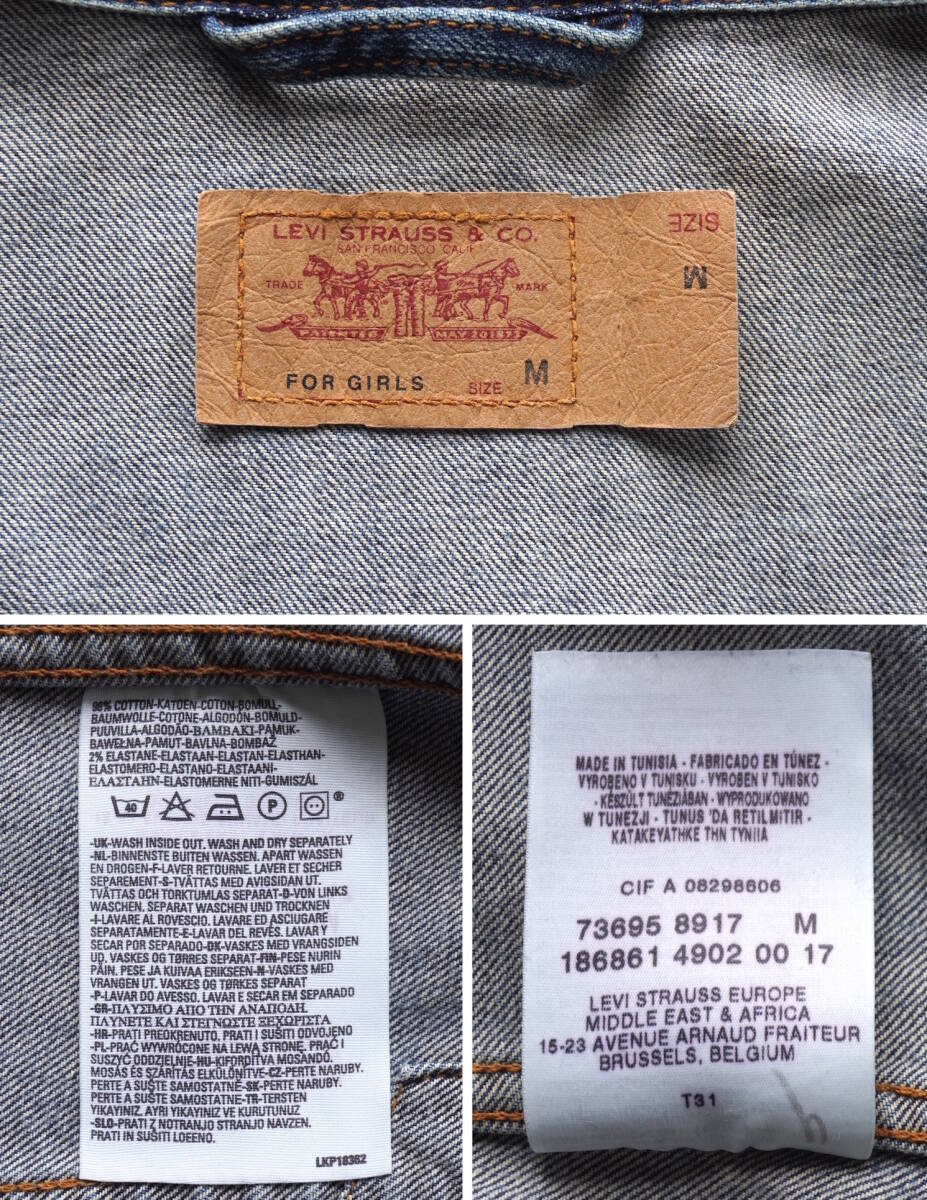 LEVI STRAUSS & CO.
SAN FRANCISCO, CALIF
TRADE MARK
PATENTED MAY 20 1873
FOR GIRLS SIZE M
SIZE
M
98% COTTON-KATOEN-COTON-BOMULL-
BAUMWOLLE-COTONE-ALGODÓN-BOMULD-
PUUVILLA-ALGODÃO-ΒΑΜΒΑΚΙ-PAMUK-
BAWEŁNA-PAMUT-BAVLNA-BOMBAŽ
2% ELASTANE-ELASTAAN-ELASTAN-ELASTHAN-
ELASTOMERO-ELASTANO-ELASTAANI-
ΕΛΑΣΤΑΓΗ-ELASTOMERNE NITI-GUMISZÁL
40 P ®
-UK-WASH INSIDE OUT. WASH AND DRY SEPARATELY
-NL-BINNENSTE BUITEN WASSEN. APART WASSEN
EN DROGEN-F-LAVER RETOURNE. LAVER ET SECHER
SEPAREMENT-S-TVÄTTAS MED AVIGSIDAN UT.
TVÄTTAS OCH TORKTUMLAS SEPARAT-D-VON LINKS
WASCHEN. SEPARAT WASCHEN UND TROCKNEN
-I-LAVARE AL ROVESCIO. LAVARE ED ASCIUGARE
SEPARATAMENTE-E-LAVAR DEL REVÉS. LAVAR Y
SECAR POR SEPARADO-DK-VASKES MED VRANGSIDEN
UD. VASKES OG TØRRES SEPARAT-FIN-PESE NURIN
PÄIN. PESE JA KUIVAA ERIKSEEN-N-VASKES MED
VRANGEN UT. VASKES OG TØRKES SEPARAT
-P-LAVAR DO AVESSO. LAVAR E SECAR EM SEPARADO
-GR-ΠΛΥΣΙΜΟ ΑΠΟ ΤΗΝ ΑΝΑΠΟΔΗ.
ΠΛΥΝΕΤΕ ΚΑΙ ΣΤΕΓΝΩΣΤΕ ΞΕΧΩΡΙΣΤΑ
-HR-PRATI PREOKRENUTO. PRATI I SUŠITI ODVOJENO
-PL-PRAĆ WYWRÓCONE NA LEWĄ STRONĘ. PRAĆ I
SUSZYĆ ODDZIELNIE-HU-KIFORDÍTVA MOSANDÓ.
MOSÁS ÉS SZÁRÍTÁS ELKÜLÖNÍTVE-CZ-PERTE NARUBY.
PERTE A SUŠTE SAMOSTATNĚ-SK-PERTE NARUBY.
PERTE A SUŠTE SAMOSTATNE-TR-TERSTEN
YIKAYINIZ. AYRI YIKAYINIZ VE KURUTUNUZ
-SLO-PRATI Z NOTRANJO STRANJO NAVZEN.
PRATI IN SUŠITI LOČENO.
LKP18362
MADE IN TUNISIA - FABRICADO EN TÚNEZ -
VYROBENO V TUNISKU - VYROBEN V TUNISKO
- KÉSZÜLT TUNÉZIÁBAN - WYPRODUKOWANO
W TUNEZJI - TUNUS 'DA RETILMITIR -
KATAKEYATHKE THN TYNIIA
CIF A 08298606
73695 8917 M
186861 4902 00 17
LEVI STRAUSS EUROPE
MIDDLE EAST & AFRICA
15-23 AVENUE ARNAUD FRAITEUR
BRUSSELS, BELGIUM
T31